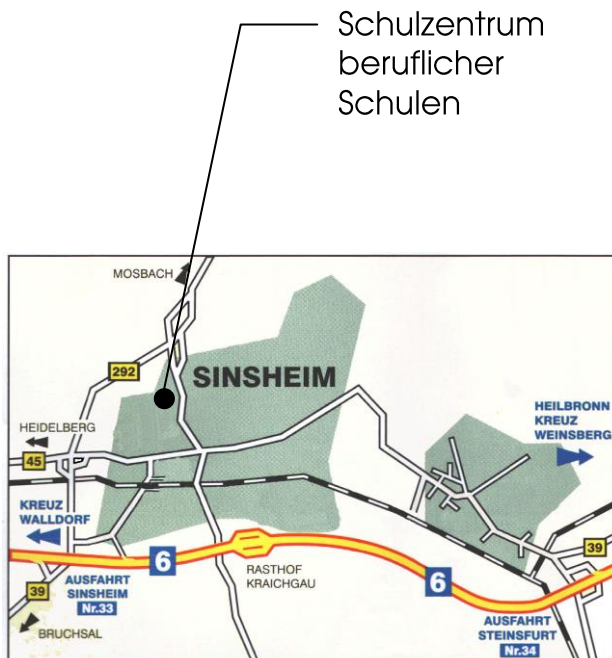 Schulzentrum
beruflicher
Schulen
MOSBACH
292
SINSHEIM
HEILBRONN
KREUZ
WEINSBERG
HEIDELBERG
45
KREUZ
WALLDORF
6
39
RASTHOF
KRAICHGAU
6
39
AUSFAHRT
SINSHEIM
Nr.33
BRUCHSAL
AUSFAHRT
STEINSFURT
Nr.34